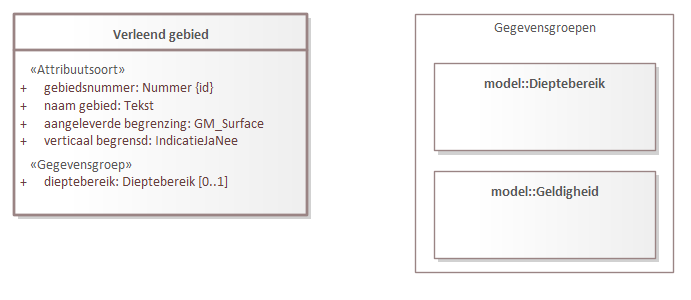 Verleend gebied
«Attribuutsoort»
+ gebiedsnummer: Nummer {id}
+ naam gebied: Tekst
+ aangeleverde begrenzing: GM_Surface
+ verticaal begrensd: IndicatieJaNee
«Gegevensgroep»
+ dieptebereik: Dieptebereik [0..1]
Gegevensgroepen
model::Dieptebereik
model::Geldigheid